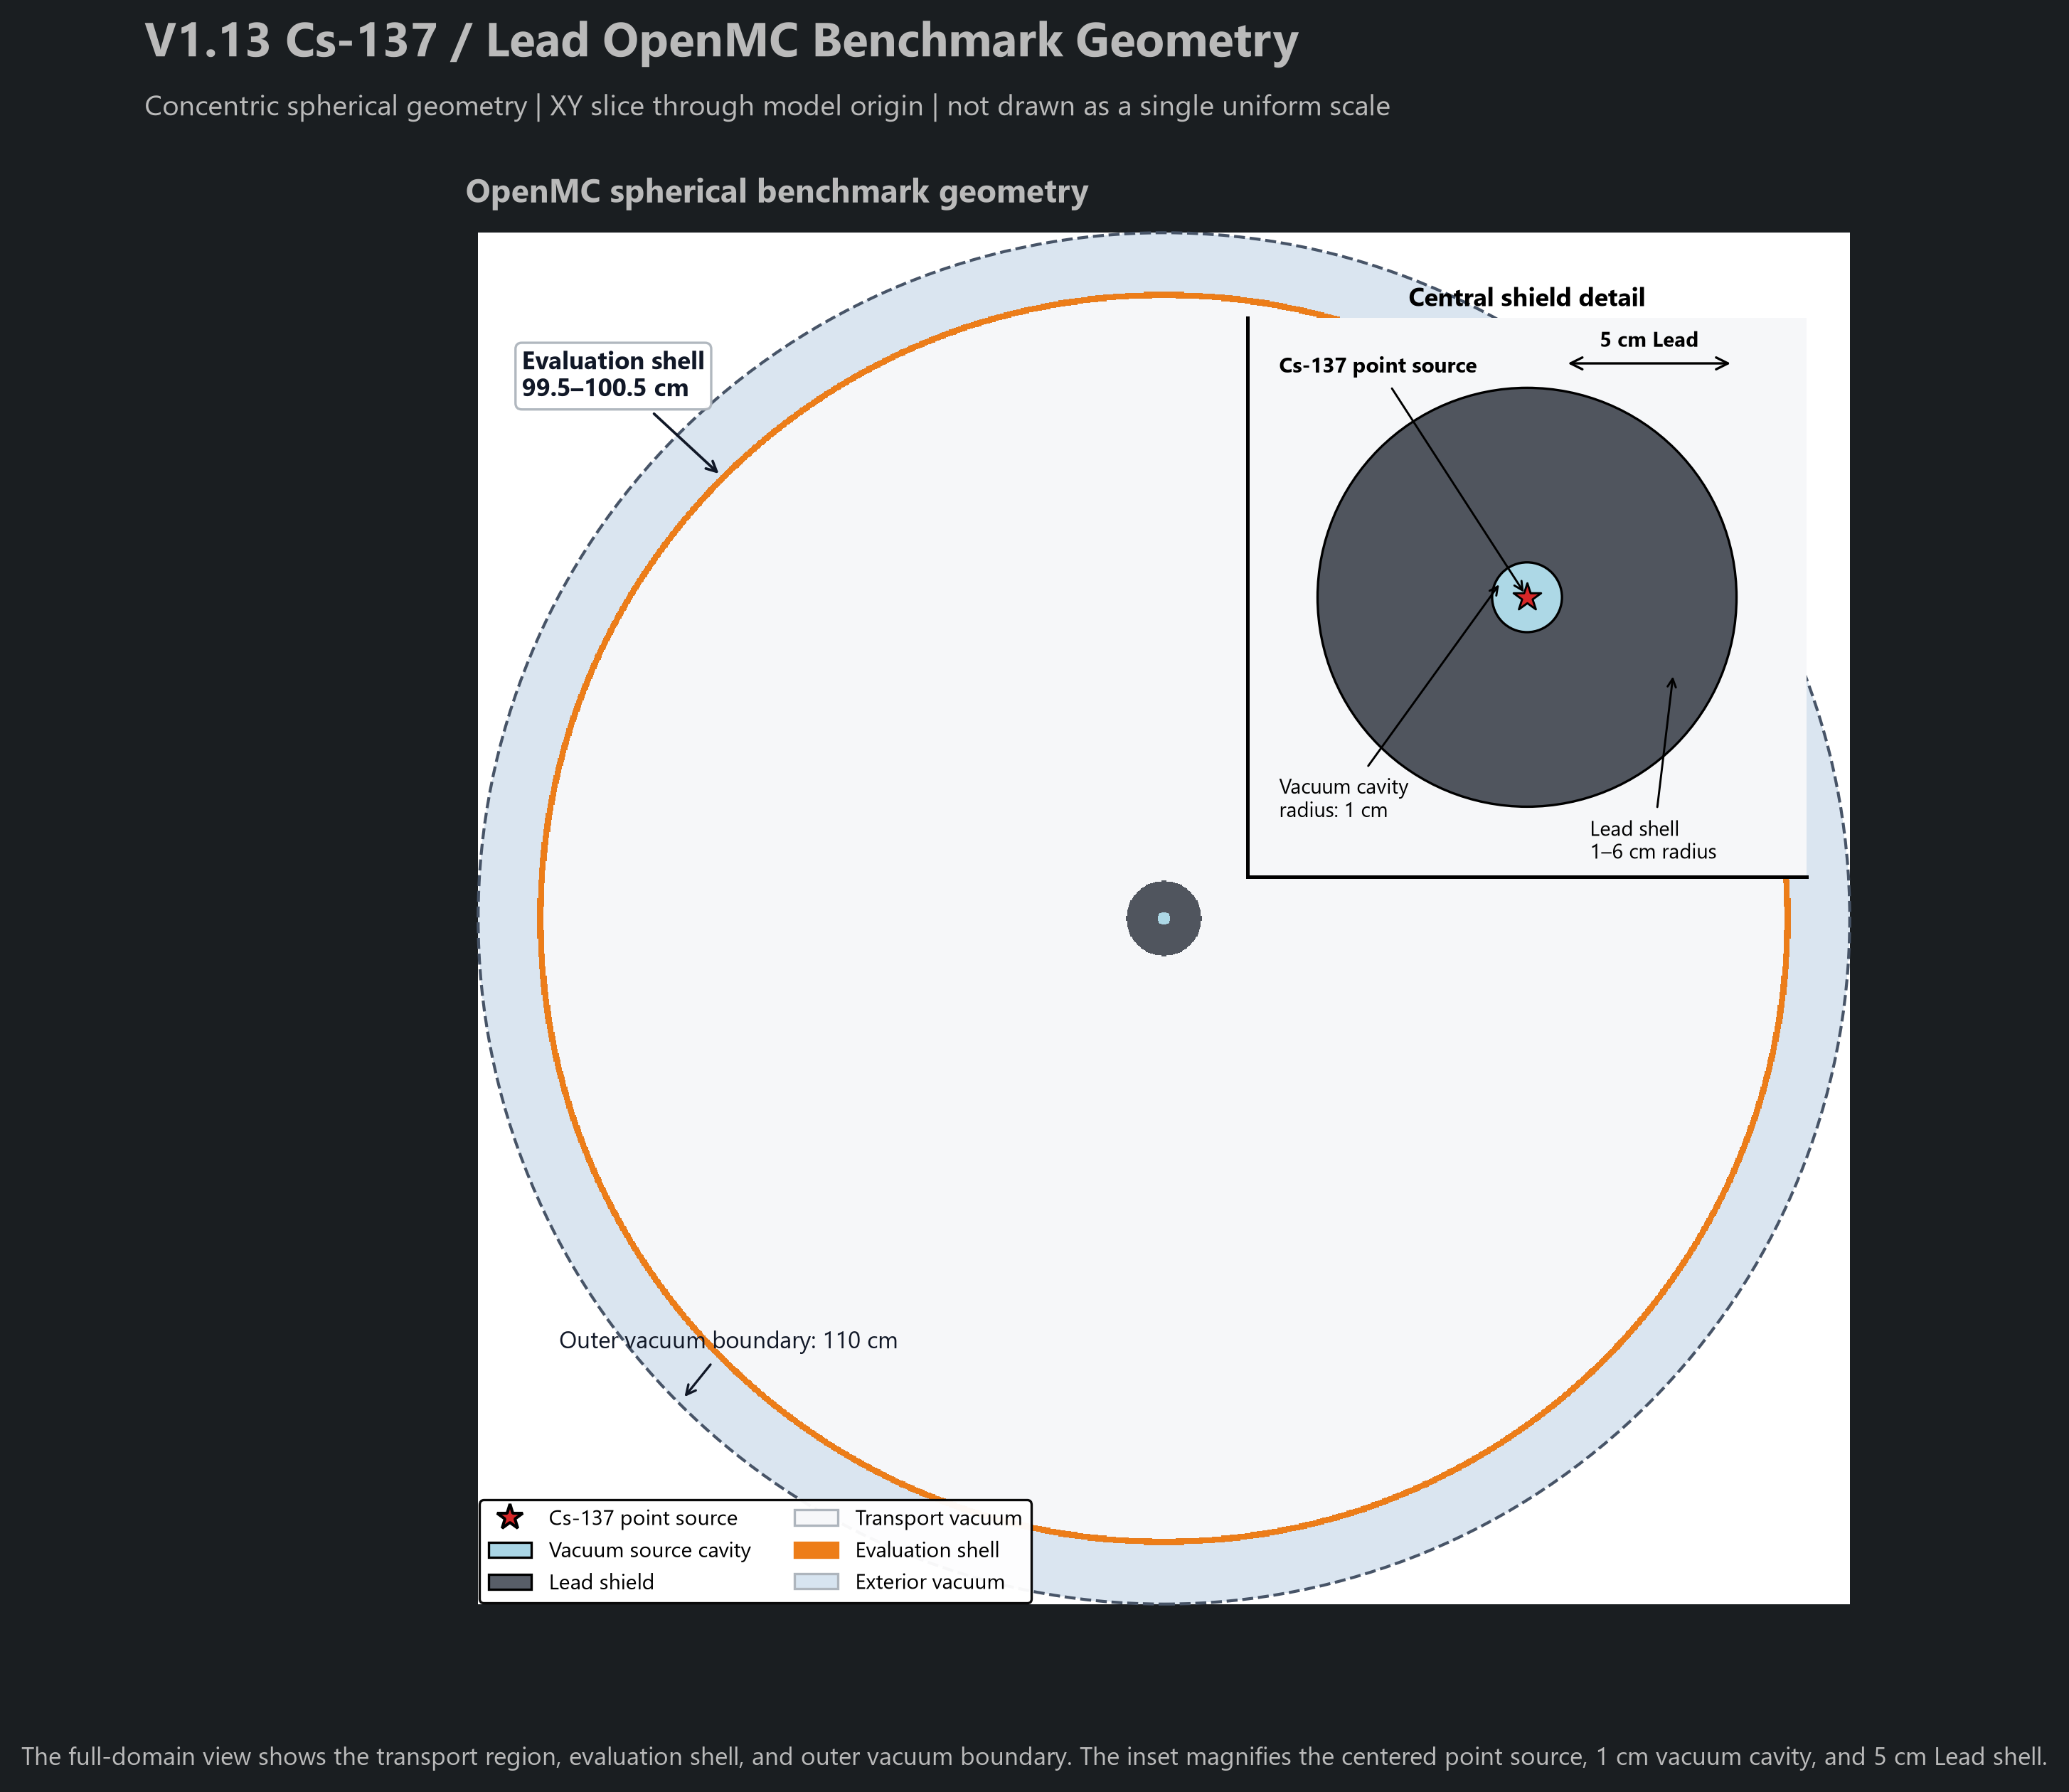 V1.13 Cs-137 / Lead OpenMC Benchmark Geometry
Concentric spherical geometry | XY slice through model origin | not drawn as a single uniform scale
OpenMC spherical benchmark geometry
Central shield detail
5 cm Lead
Cs-137 point source
Evaluation shell
99.5–100.5 cm
Vacuum cavity
radius: 1 cm
Lead shell
1–6 cm radius
Outer vacuum boundary: 110 cm
Cs-137 point source
Vacuum source cavity
Lead shield
Transport vacuum
Evaluation shell
Exterior vacuum
The full-domain view shows the transport region, evaluation shell, and outer vacuum boundary. The inset magnifies the centered point source, 1 cm vacuum cavity, and 5 cm Lead shell.